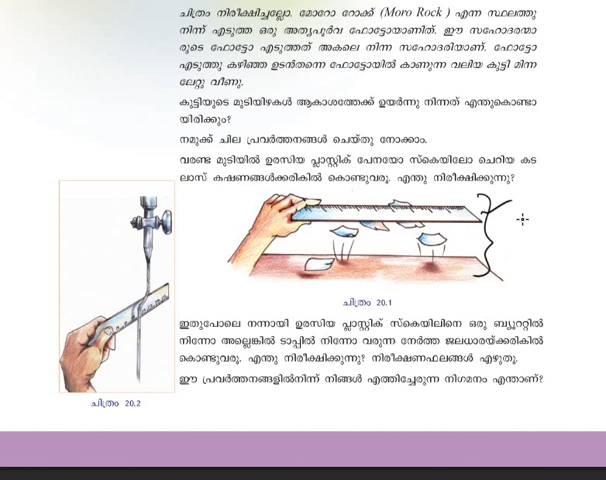 ചിത്രം നിരീക്ഷിച്ചല്ലോ. മോറോ റോക്ക് (Moro Rock ) എന്ന സ്ഥലത്തു
നിന്ന് എടുത്ത ഒരു അത്യപൂർവ ഫോട്ടോയാണിത്. ഈ സഹോദരന്മാ
രുടെ ഫോട്ടോ എടുത്തത് അകലെ നിന്ന സഹോദരിയാണ്. ഫോട്ടോ
എടുത്തു കഴിഞ്ഞ ഉടൻതന്നെ ഫോട്ടോയിൽ കാണുന്ന വലിയ കുട്ടി മിന്ന
ലേറ്റു വീണു.
കുട്ടിയുടെ മുടിയിഴകൾ ആകാശത്തേക്ക് ഉയർന്നു നിന്നത് എന്തുകൊണ്ടാ
യിരിക്കും?
നമുക്ക് ചില പ്രവർത്തനങ്ങൾ ചെയ്തു നോക്കാം.
വരണ്ട മുടിയിൽ ഉരസിയ പ്ലാസ്റ്റിക് പേനയോ സ്കെയിലോ ചെറിയ കട
ലാസ് കഷണങ്ങൾക്കരികിൽ കൊണ്ടുവരൂ. എന്തു നിരീക്ഷിക്കുന്നു?
ചിത്രം 20.1
ഇതുപോലെ നന്നായി ഉരസിയ പ്ലാസ്റ്റിക് സ്കെയിലിനെ ഒരു ബ്യൂററ്റിൽ
നിന്നോ അല്ലെങ്കിൽ ടാപ്പിൽ നിന്നോ വരുന്ന നേർത്ത ജലധാരയ്ക്കരികിൽ
കൊണ്ടുവരൂ. എന്തു നിരീക്ഷിക്കുന്നു? നിരീക്ഷണഫലങ്ങൾ എഴുതൂ.
ഈ പ്രവർത്തനങ്ങളിൽനിന്ന് നിങ്ങൾ എത്തിച്ചേരുന്ന നിഗമനം എന്താണ്?
ചിത്രം 20.2